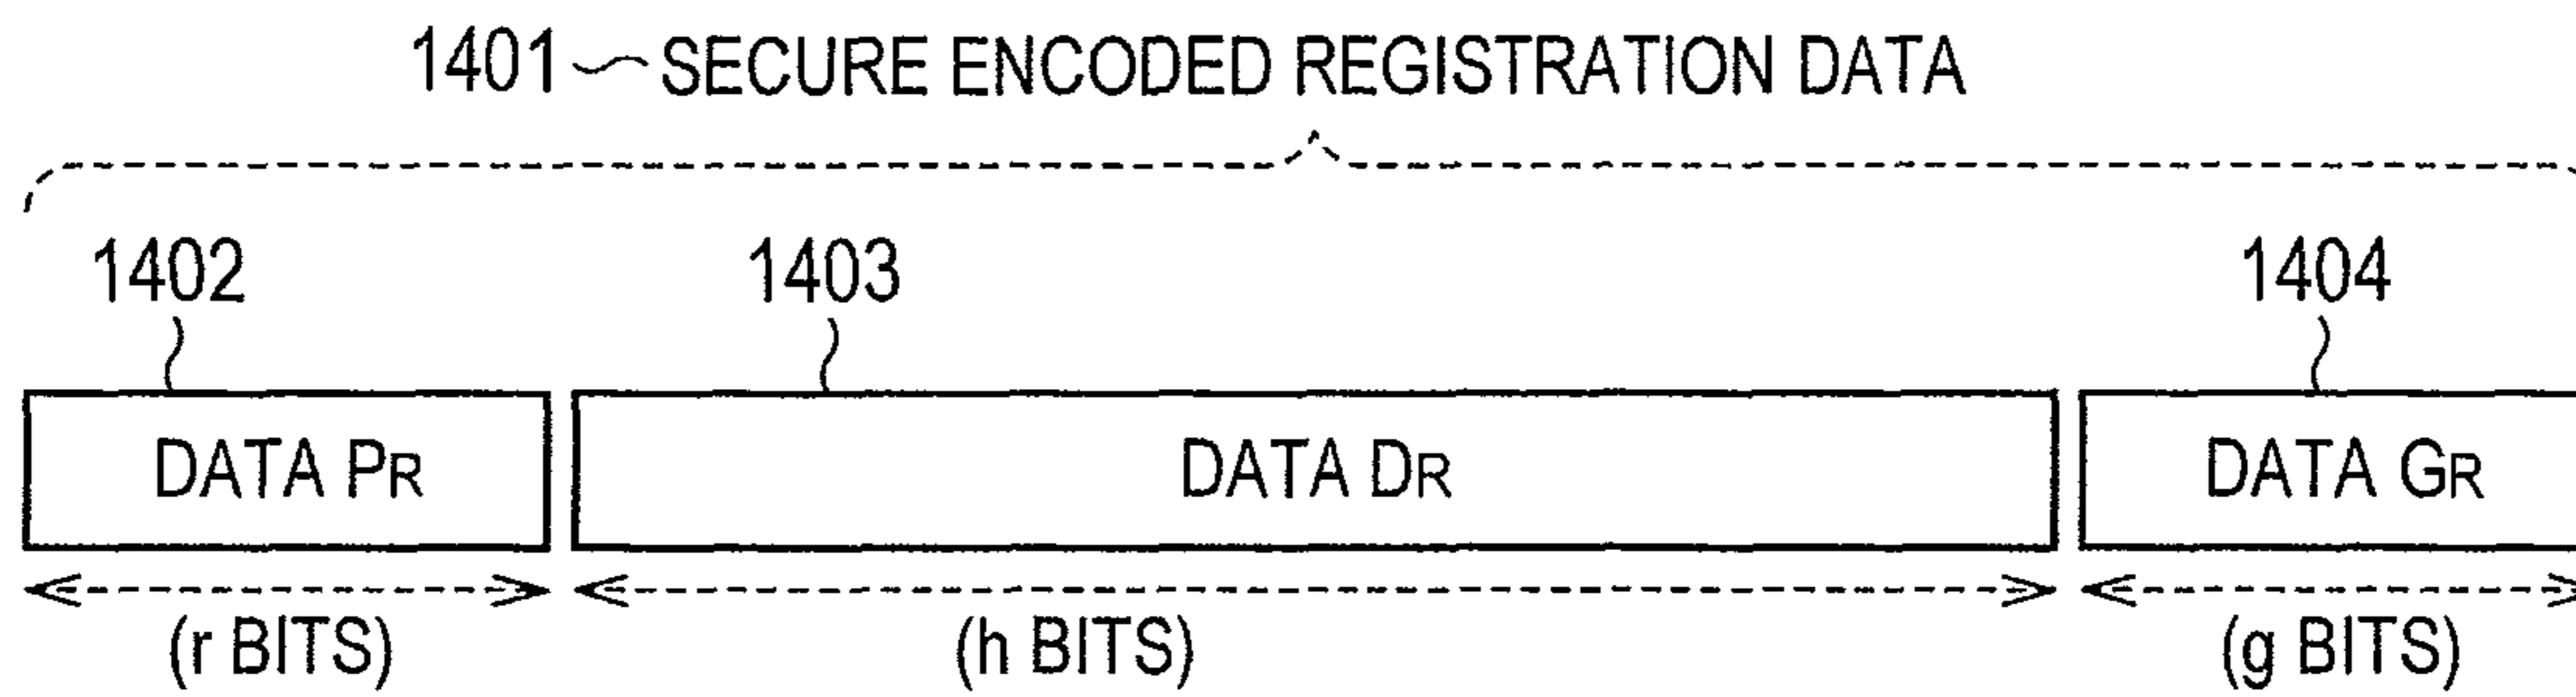 1401 SECURE ENCODED REGISTRATION DATA
1402 1403 1404
DATA PR DATA DR DATA GR
(r BITS) (h BITS) (g BITS)